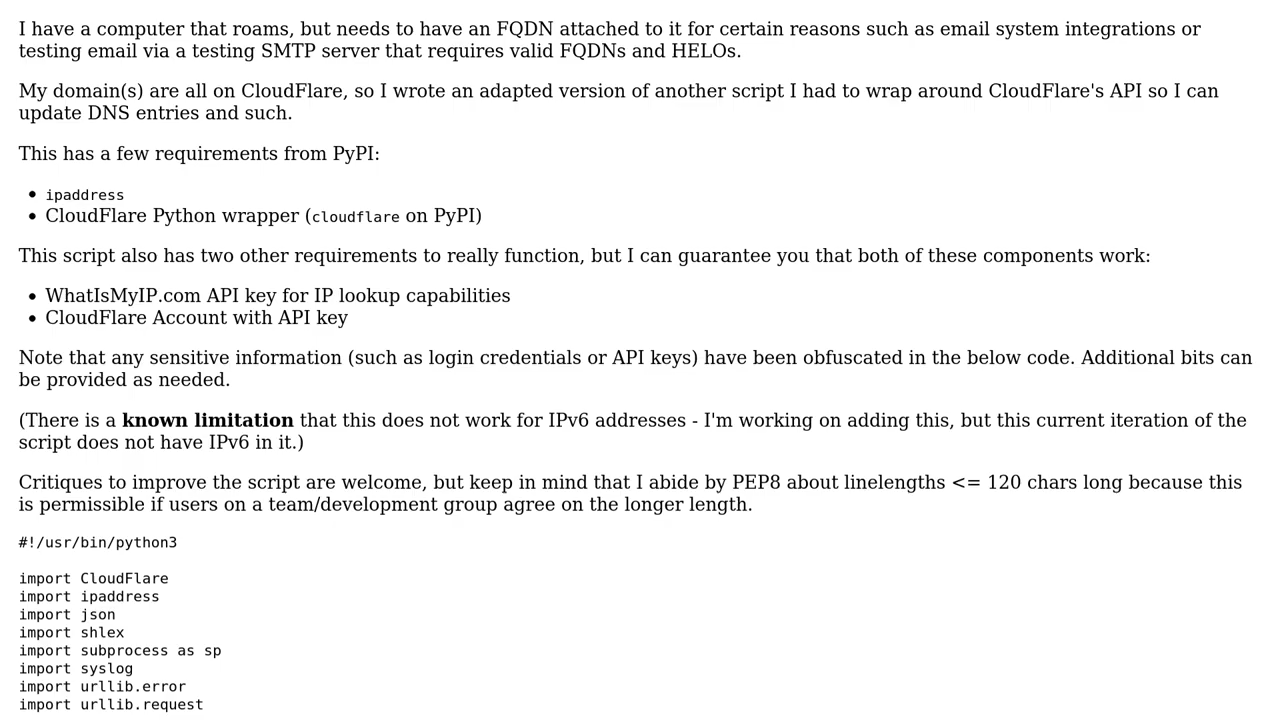 I have a computer that roams, but needs to have an FQDN attached to it for certain reasons such as email system integrations or
testing email via a testing SMTP server that requires valid FQDNs and HELOs.
My domain(s) are all on CloudFlare, so I wrote an adapted version of another script I had to wrap around CloudFlare's API so I can
update DNS entries and such.
This has a few requirements from PyPI:
• ipaddress
• CloudFlare Python wrapper (cloudflare on PyPI)
This script also has two other requirements to really function, but I can guarantee you that both of these components work:
• WhatIsMyIP.com API key for IP lookup capabilities
• CloudFlare Account with API key
Note that any sensitive information (such as login credentials or API keys) have been obfuscated in the below code. Additional bits can
be provided as needed.
(There is a known limitation that this does not work for IPv6 addresses - I'm working on adding this, but this current iteration of the
script does not have IPv6 in it.)
Critiques to improve the script are welcome, but keep in mind that I abide by PEP8 about linelengths <= 120 chars long because this
is permissible if users on a team/development group agree on the longer length.
#!/usr/bin/python3
import CloudFlare
import ipaddress
import json
import shlex
import subprocess as sp
import syslog
import urllib.error
import urllib.request